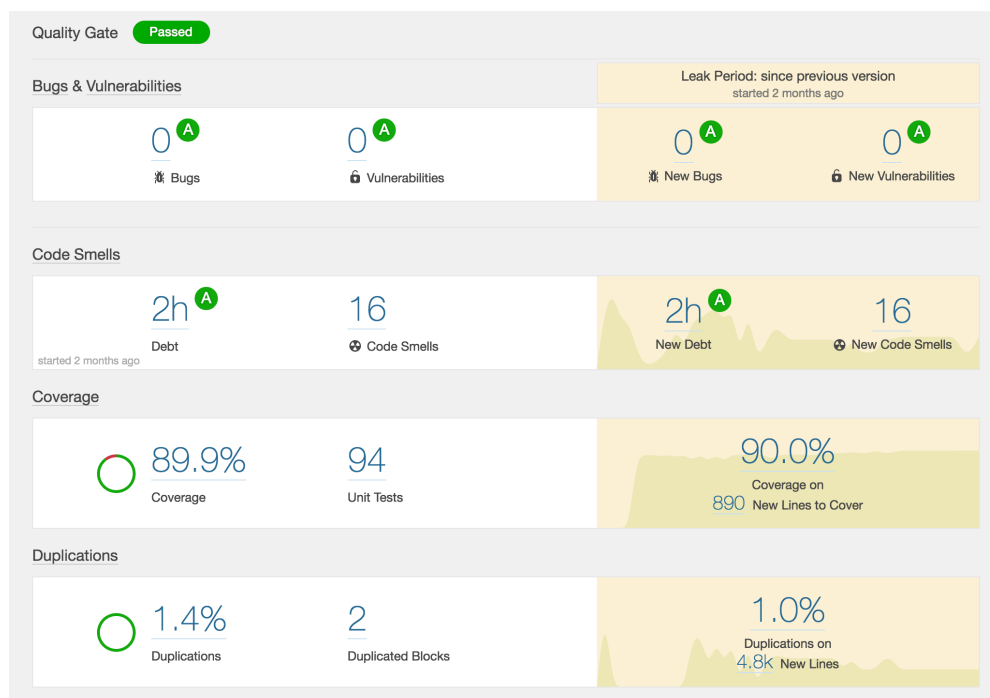 Quality Gate Passed
Leak Period: since previous version
started 2 months ago
Bugs & Vulnerabilities
0 A 0 A 0 A 0 A
Bugs Vulnerabilities New Bugs New Vulnerabilities
Code Smells
2h A 16 2h A 16
Debt Code Smells New Debt New Code Smells
started 2 months ago
Coverage
89.9% 94 90.0%
Coverage Unit Tests Coverage on
890 New Lines to Cover
Duplications
1.4% 2 1.0%
Duplications Duplicated Blocks Duplications on
4.8k New Lines